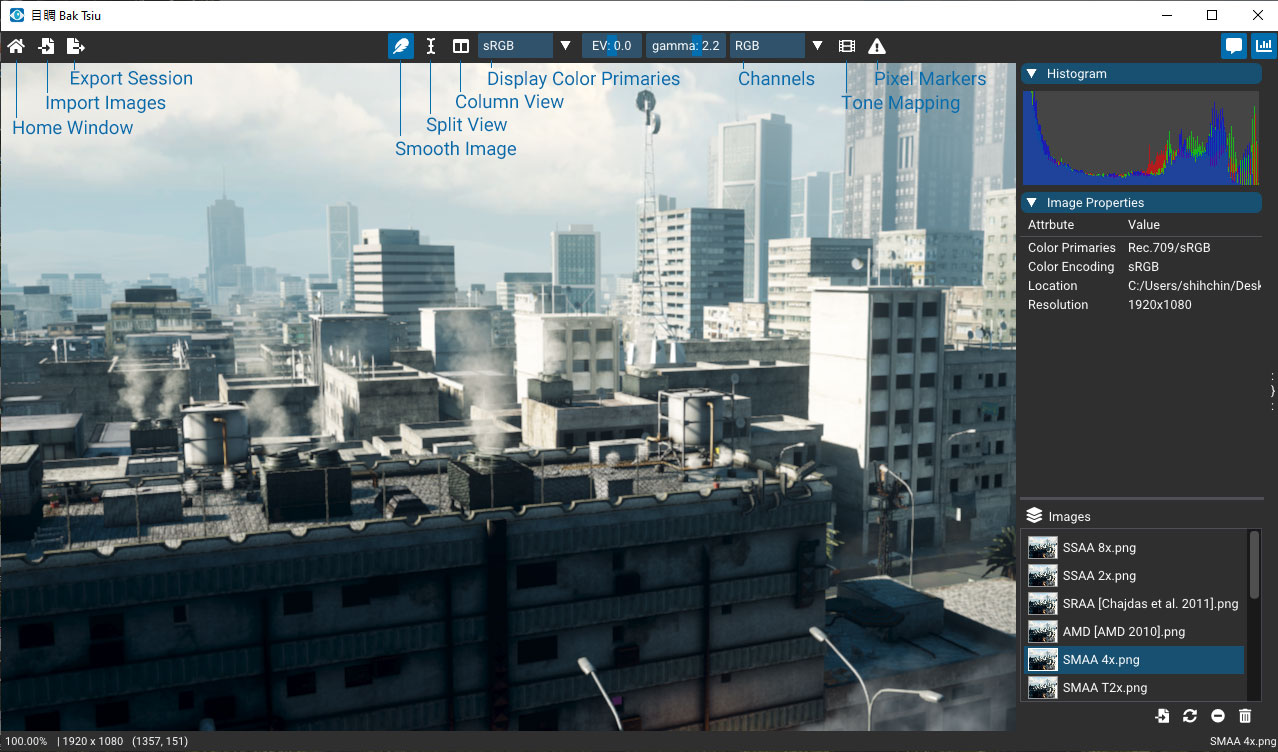 目睭 Bak Tsiu
sRGB
EV: 0.0
gamma: 2.2
RGB
Export Session
Import Images
Home Window
Display Color Primaries
Column View
Split View
Smooth Image
Channels
Pixel Markers
Tone Mapping
Histogram
Image Properties
Attrbute Value
Color Primaries Rec.709/sRGB
Color Encoding sRGB
Location C:/Users/shihchin/Desk
Resolution 1920x1080
Images
SSAA 8x.png
SSAA 2x.png
SRAA [Chajdas et al. 2011].png
AMD [AMD 2010].png
SMAA 4x.png
SMAA T2x.png
100.00% | 1920 x 1080 (1357, 151)
SMAA 4x.png